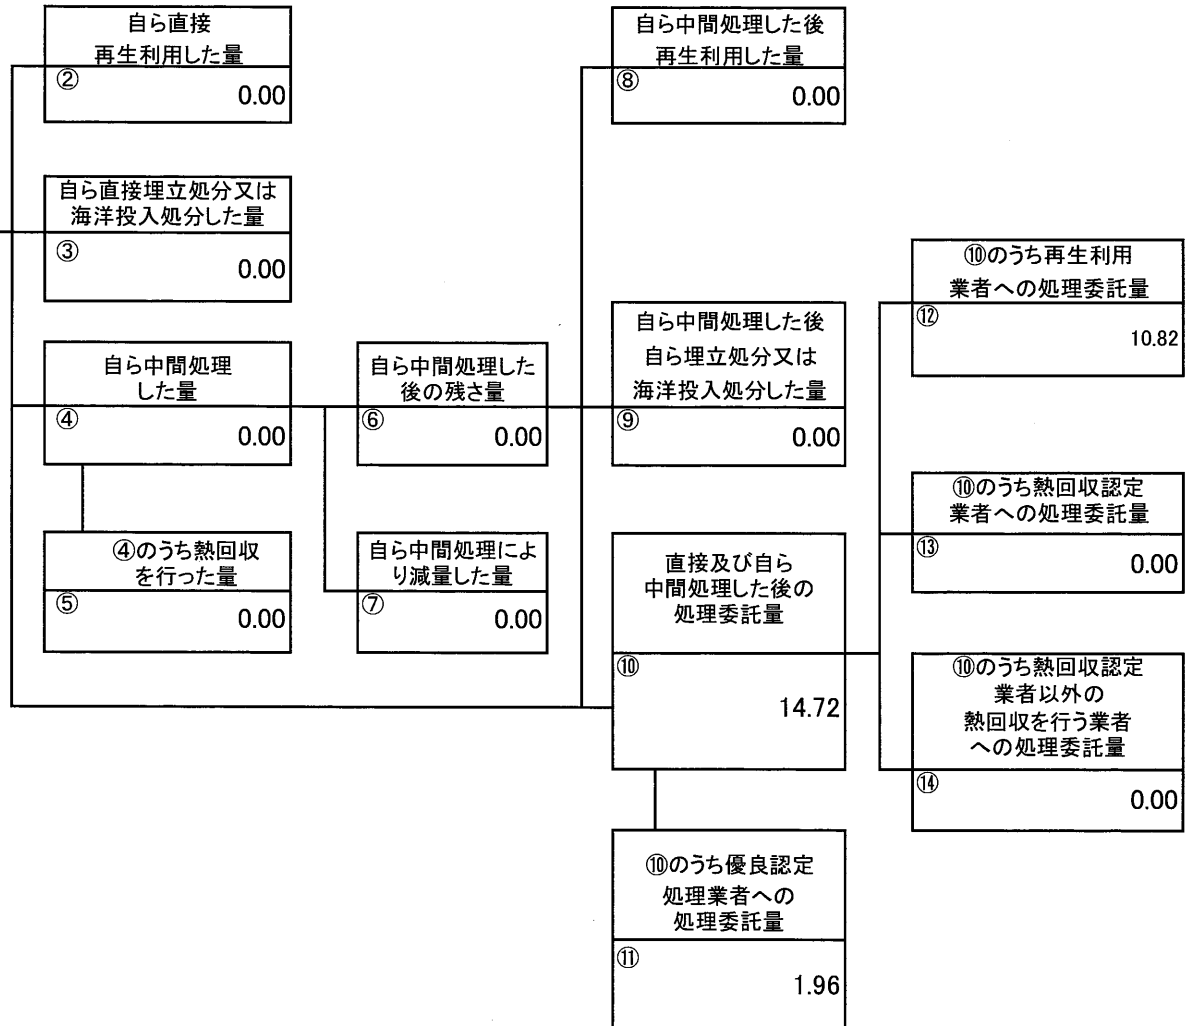 自ら直接
再生利用した量
②
0.00
自ら直接埋立処分又は
海洋投入処分した量
③
0.00
自ら中間処理
した量
④
0.00
④のうち熱回収
を行った量
⑤
0.00
自ら中間処理した
後の残さ量
⑥
0.00
自ら中間処理によ
り減量した量
⑦
0.00
自ら中間処理した後
再生利用した量
⑧
0.00
自ら中間処理した後
自ら埋立処分又は
海洋投入処分した量
⑨
0.00
直接及び自ら
中間処理した後の
処理委託量
⑩
14.72
⑩のうち優良認定
処理業者への
処理委託量
⑪
1.96
⑩のうち再生利用
業者への処理委託量
⑫
10.82
⑩のうち熱回収認定
業者への処理委託量
⑬
0.00
⑩のうち熱回収認定
業者以外の
熱回収を行う業者
への処理委託量
⑭
0.00